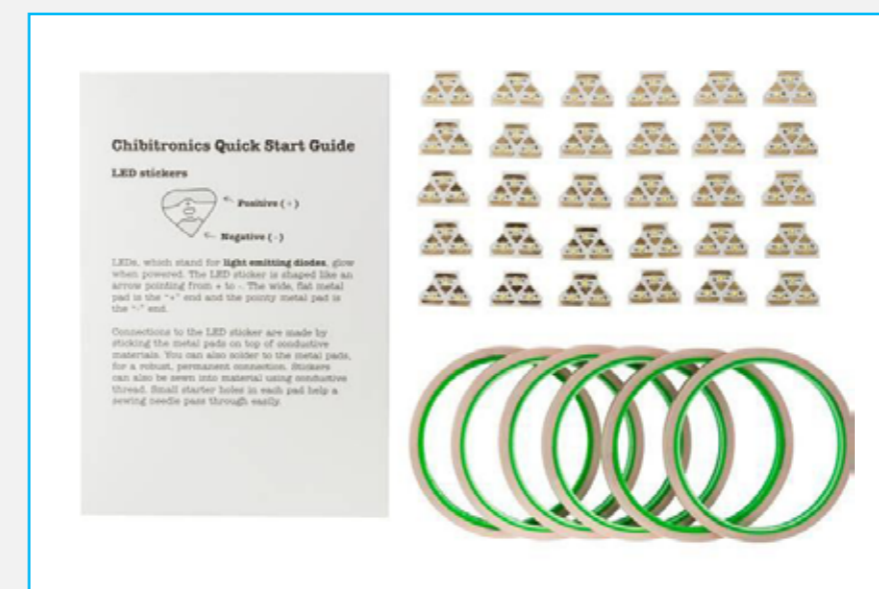 Chibitronics Quick Start Guide
LED stickers
Positive (+)
Negative (-)
LEDs, which stand for light emitting diodes, glow
when powered. The LED sticker is shaped like an
arrow pointing from + to -. The wide, flat metal
pad is the "+" end and the pointy metal pad is
the "-" end.
Connections to the LED sticker are made by
sticking the metal pads on top of conductive
materials. You can also solder to the metal pads,
for a robust, permanent connection. Stickers
can also be sewn into material using conductive
thread. Small starter holes in each pad help a
sewing needle pass through easily.